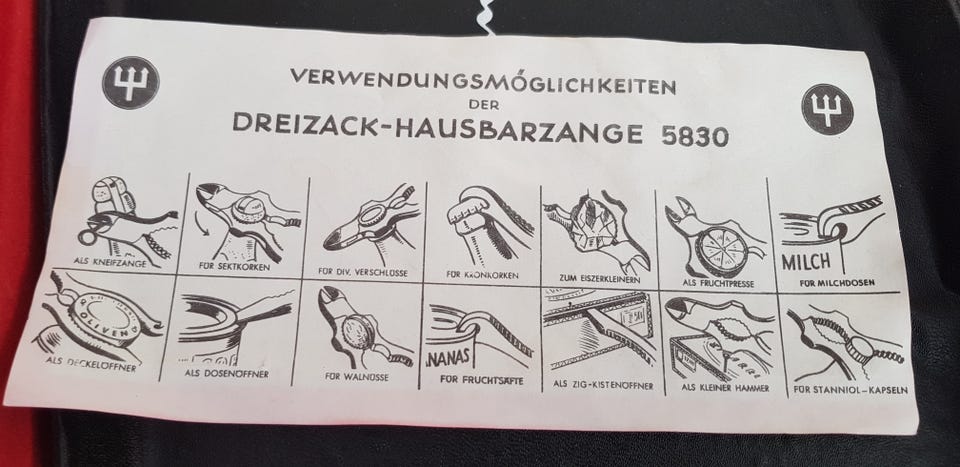 VERWENDUNGSMÖGLICHKEITEN
DER
DREIZACK-HAUSBARZANGE 5830
ALS KNEIFZANGE
FÜR SEKTKORKEN
FÜR DIV. VERSCHLÜSSE
FÜR KRONKORKEN
ZUM EISZERKLEINERN
ALS FRUCHTPRESSE
MILCH
FÜR MILCHDOSEN
OLIVEN
ALS DECKELÖFFNER
ALS DOSENÖFFNER
FÜR WALNÜSSE
NANAS
FÜR FRUCHTSÄFTE
ALS ZIG-KISTENÖFFNER
ALS KLEINER HAMMER
FÜR STANNIOL-KAPSELN